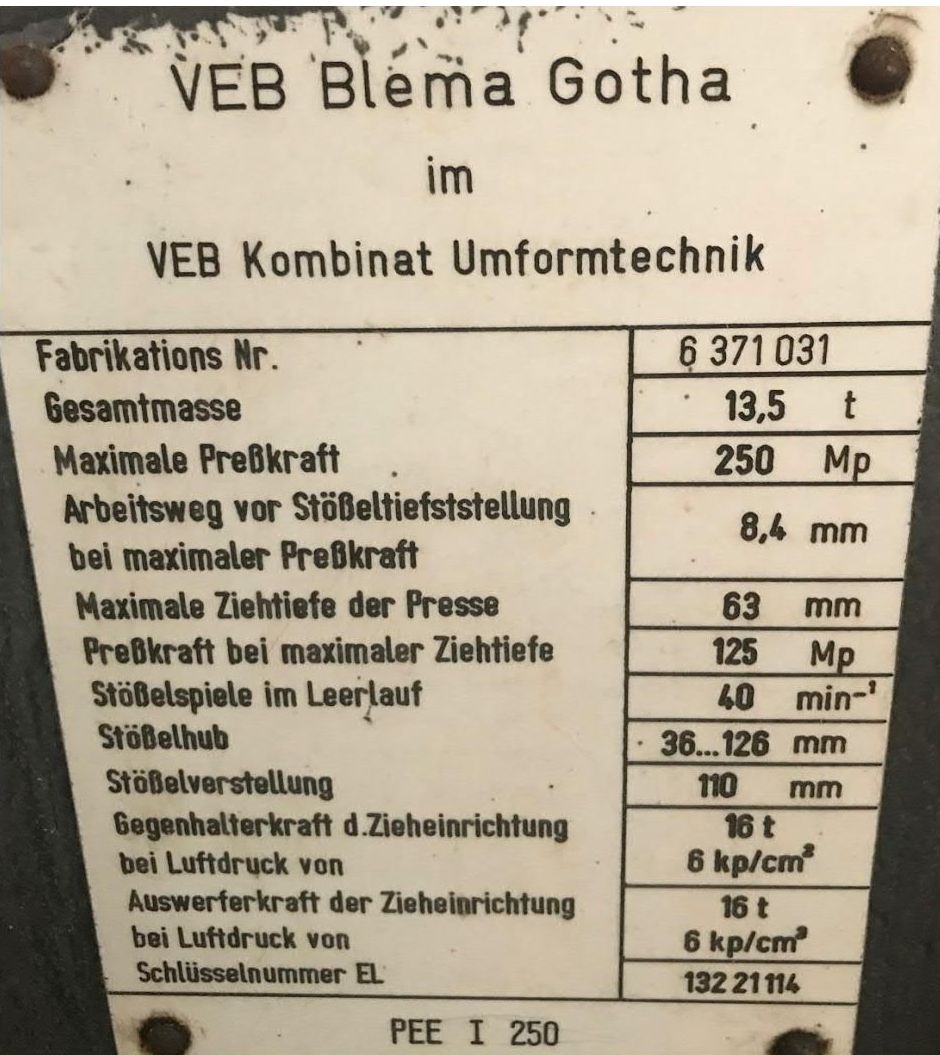 VEB Blema Gotha
im
VEB Kombinat Umformtechnik
Fabrikations Nr. 6 371 031
Gesamtmasse 13,5 t
Maximale Preßkraft 250 Mp
Arbeitsweg vor Stößeltiefststellung
bei maximaler Preßkraft 8,4 mm
Maximale Ziehtiefe der Presse 63 mm
Preßkraft bei maximaler Ziehtiefe 125 Mp
Stößelspiele im Leerlauf 40 min⁻¹
Stößelhub 36...126 mm
Stößelverstellung 110 mm
Gegenhalterkraft d.Zieheinrichtung 16 t
bei Luftdruck von 6 kp/cm²
Auswerferkraft der Zieheinrichtung 16 t
bei Luftdruck von 6 kp/cm²
Schlüsselnummer EL 132 21 114
PEE I 250